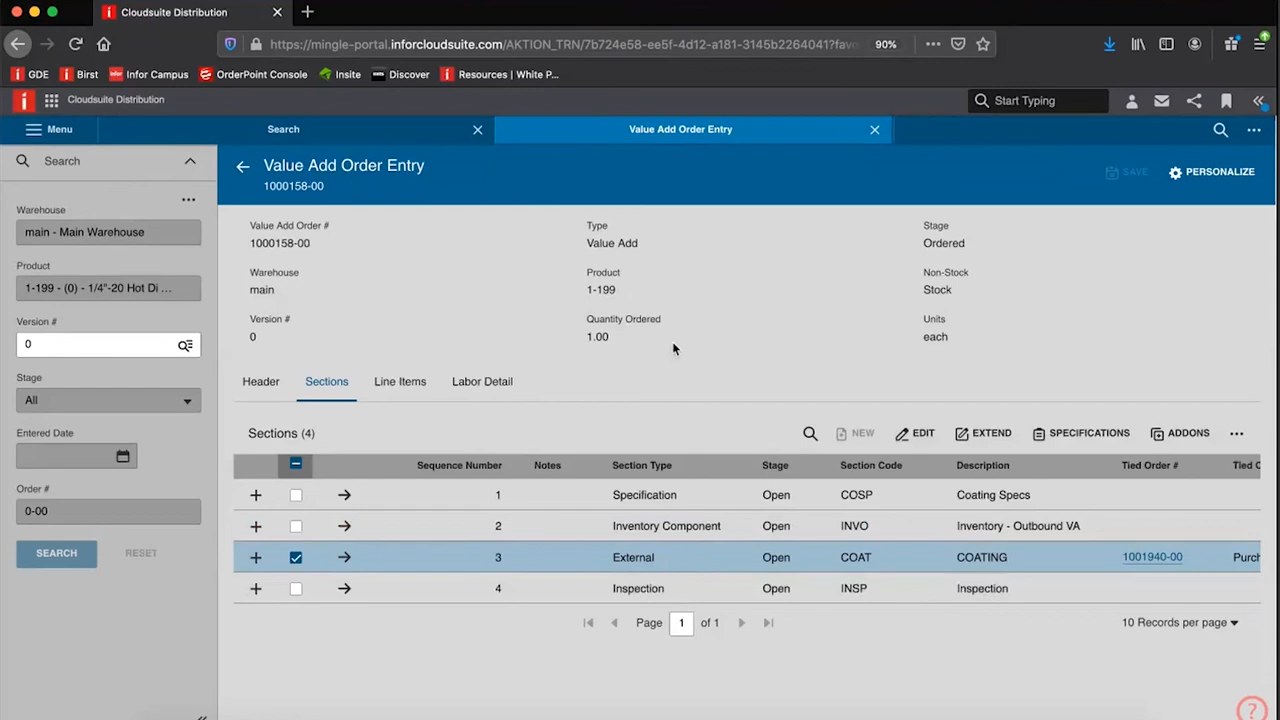 Cloudsuite Distribution
https://mingle-portal.inforcloudsuite.com/AKTION_TRN/7b724e58-ee5f-4d12-a181-3145b2264041?favo 90%
GDE Birst Infor Campus OrderPoint Console Insite Discover Resources | White P...
Cloudsuite Distribution Start Typing
Menu Search Value Add Order Entry
Search
Value Add Order Entry
1000158-00
SAVE PERSONALIZE
Warehouse
main - Main Warehouse
Product
1-199 - (0) - 1/4"-20 Hot Di ...
Version #
0
Stage
All
Entered Date
Order #
0-00
SEARCH RESET
Value Add Order # Type Stage
1000158-00 Value Add Ordered
Warehouse Product Non-Stock
main 1-199 Stock
Version # Quantity Ordered Units
0 1.00 each
Header Sections Line Items Labor Detail
Sections (4) NEW EDIT EXTEND SPECIFICATIONS ADDONS
Sequence Number Notes Section Type Stage Section Code Description Tied Order # Tied C
1 Specification Open COSP Coating Specs
2 Inventory Component Open INVO Inventory - Outbound VA
3 External Open COAT COATING 1001940-00 Purch
4 Inspection Open INSP Inspection
Page 1 of 1 10 Records per page